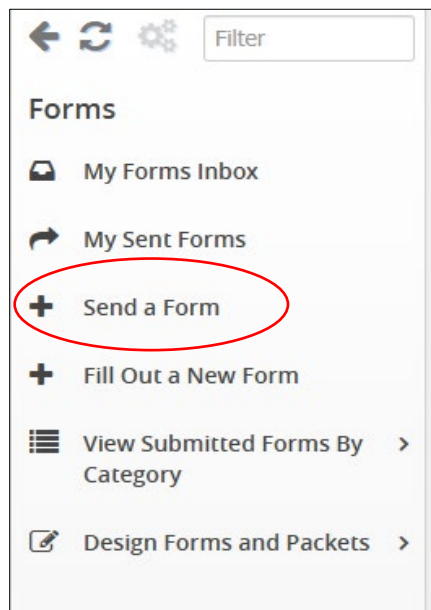 Filter
Forms
My Forms Inbox
My Sent Forms
Send a Form
Fill Out a New Form
View Submitted Forms By
Category
Design Forms and Packets